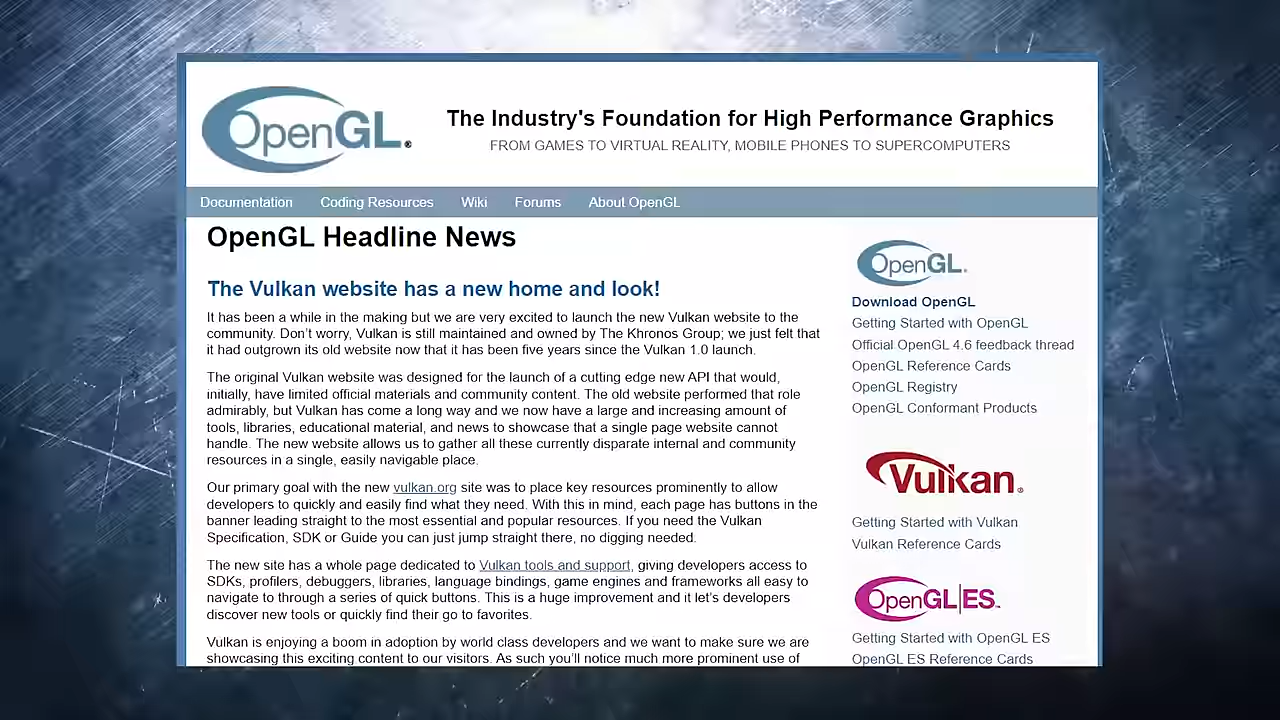 OpenGL®
The Industry's Foundation for High Performance Graphics
FROM GAMES TO VIRTUAL REALITY, MOBILE PHONES TO SUPERCOMPUTERS
Documentation Coding Resources Wiki Forums About OpenGL
OpenGL Headline News
The Vulkan website has a new home and look!
It has been a while in the making but we are very excited to launch the new Vulkan website to the
community. Don't worry, Vulkan is still maintained and owned by The Khronos Group; we just felt that
it had outgrown its old website now that it has been five years since the Vulkan 1.0 launch.
The original Vulkan website was designed for the launch of a cutting edge new API that would,
initially, have limited official materials and community content. The old website performed that role
admirably, but Vulkan has come a long way and we now have a large and increasing amount of
tools, libraries, educational material, and news to showcase that a single page website cannot
handle. The new website allows us to gather all these currently disparate internal and community
resources in a single, easily navigable place.
Our primary goal with the new vulkan.org site was to place key resources prominently to allow
developers to quickly and easily find what they need. With this in mind, each page has buttons in the
banner leading straight to the most essential and popular resources. If you need the Vulkan
Specification, SDK or Guide you can just jump straight there, no digging needed.
The new site has a whole page dedicated to Vulkan tools and support, giving developers access to
SDKs, profilers, debuggers, libraries, language bindings, game engines and frameworks all easy to
navigate to through a series of quick buttons. This is a huge improvement and it let's developers
discover new tools or quickly find their go to favorites.
Vulkan is enjoying a boom in adoption by world class developers and we want to make sure we are
showcasing this exciting content to our visitors. As such you'll notice much more prominent use of
OpenGL.
Download OpenGL
Getting Started with OpenGL
Official OpenGL 4.6 feedback thread
OpenGL Reference Cards
OpenGL Registry
OpenGL Conformant Products
Vulkan®
Getting Started with Vulkan
Vulkan Reference Cards
OpenGL|ES
Getting Started with OpenGL ES
OpenGL ES Reference Cards